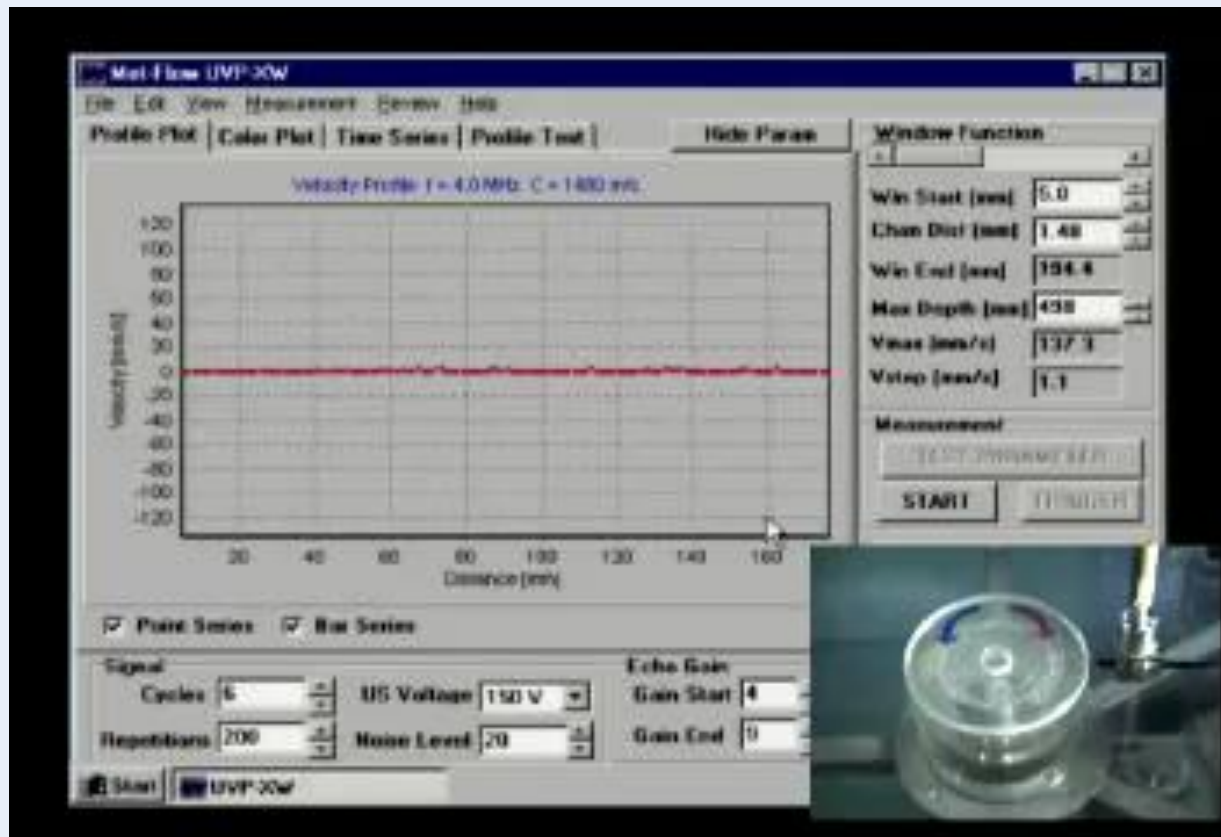 Met-Flow UVP-XW
File Edit View Measurement Review Help
Profile Plot Color Plot Time Series Profile Text Hide Param
Velocity Profile f = 4.0 MHz C = 1480 m/s
Velocity [mm/s]
120
100
80
60
40
20
0
-20
-40
-60
-80
-100
-120
20 40 60 80 100 120 140 160
Distance [mm]
Point Series Bar Series
Window Function
Win Start [mm] 5.0
Chan Dist [mm] 1.48
Win End [mm]
Max Depth [mm] 498
Vmax [mm/s] 137.3
Vstep [mm/s] 1.1
Measurement
TEST PARAMETER
START TRIGGER
Signal
Cycles 6 US Voltage 150 V
Repetitions 200 Noise Level 20
Echo Gain
Gain Start 4
Gain End 9
Start UVP-XW